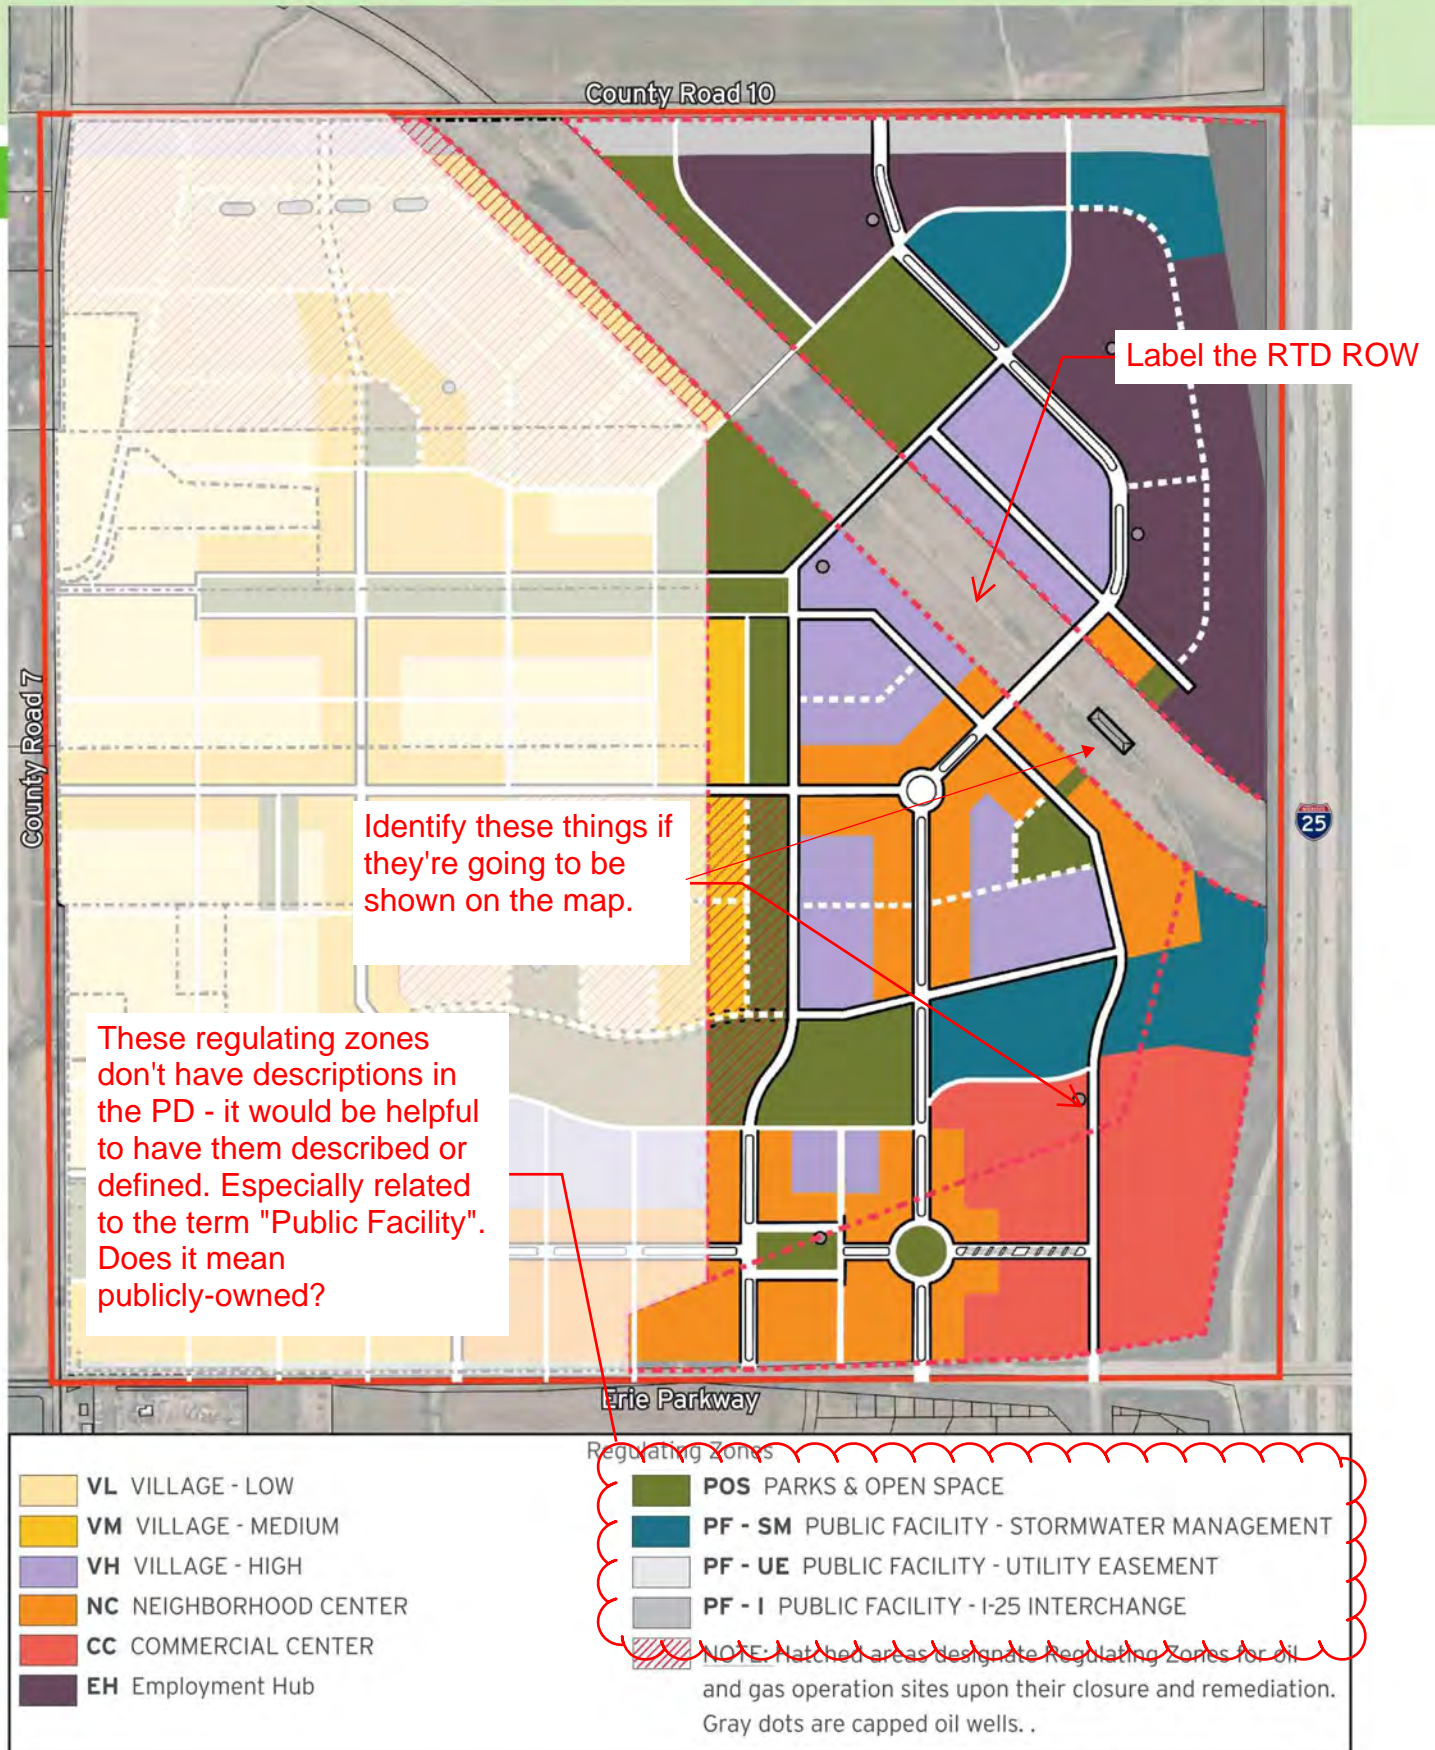 County Road 10
Label the RTD ROW
County Road 7
25
Identify these things if
they're going to be
shown on the map.
These regulating zones
don't have descriptions in
the PD - it would be helpful
to have them described or
defined. Especially related
to the term "Public Facility".
Does it mean
publicly-owned?
Erie Parkway
Regulating Zones
VL VILLAGE - LOW
VM VILLAGE - MEDIUM
VH VILLAGE - HIGH
NC NEIGHBORHOOD CENTER
CC COMMERCIAL CENTER
EH Employment Hub
POS PARKS & OPEN SPACE
PF - SM PUBLIC FACILITY - STORMWATER MANAGEMENT
PF - UE PUBLIC FACILITY - UTILITY EASEMENT
PF - I PUBLIC FACILITY - I-25 INTERCHANGE
NOTE: Hatched areas designate Regulating Zones for oil
and gas operation sites upon their closure and remediation.
Gray dots are capped oil wells. .